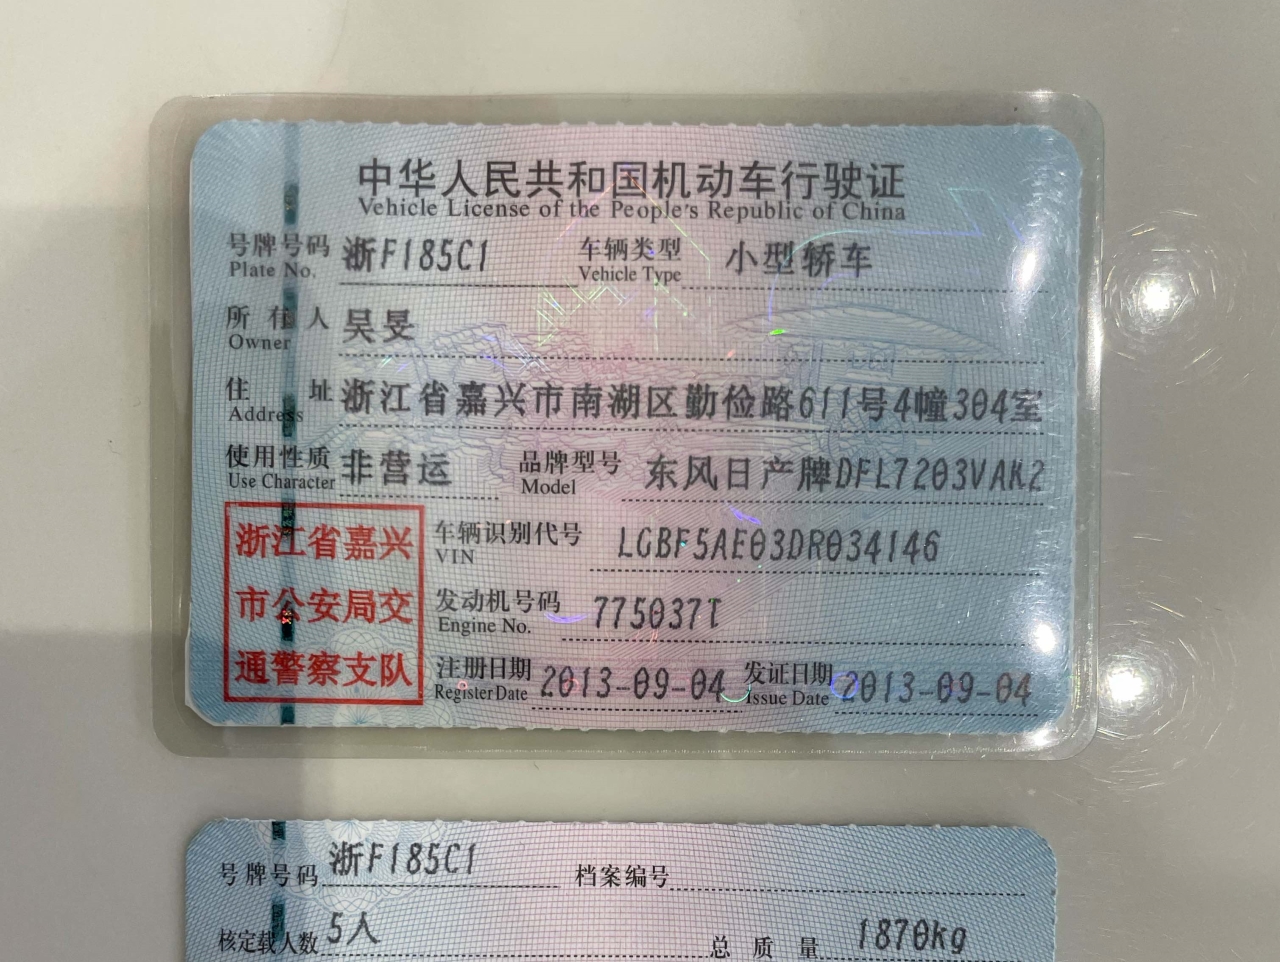 中华人民共和国机动车行驶证
Vehicle License of the People's Republic of China
号牌号码 浙F185C1 车辆类型 小型轿车
Plate No. Vehicle Type
所有人 吴旻
Owner
住址 浙江省嘉兴市南湖区勤俭路611号4幢304室
Address
使用性质 非营运 品牌型号 东风日产牌DFL7203VAK2
Use Character Model
浙江省嘉兴
市公安局交
通警察支队
车辆识别代号 LGBF5AE03DR034146
VIN
发动机号码 775037T
Engine No.
注册日期 2013-09-04 发证日期 2013-09-04
Register Date Issue Date
号牌号码 浙F185C1 档案编号
核定载人数 5人 总质量 1870kg